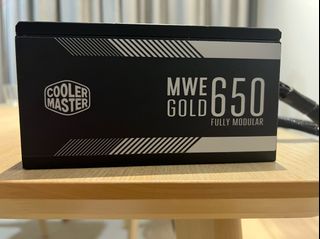 COOLER
MASTER
MWE
GOLD 650
FULLY MODULAR